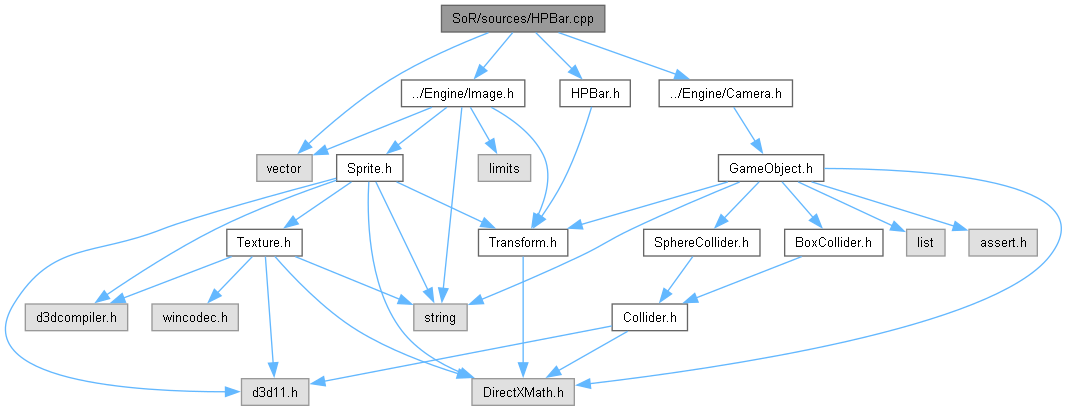 SoR/sources/HPBar.cpp
../Engine/Image.h
HPBar.h
../Engine/Camera.h
vector
Sprite.h
limits
GameObject.h
Texture.h
Transform.h
SphereCollider.h
BoxCollider.h
list
assert.h
d3dcompiler.h
wincodec.h
string
Collider.h
d3d11.h
DirectXMath.h